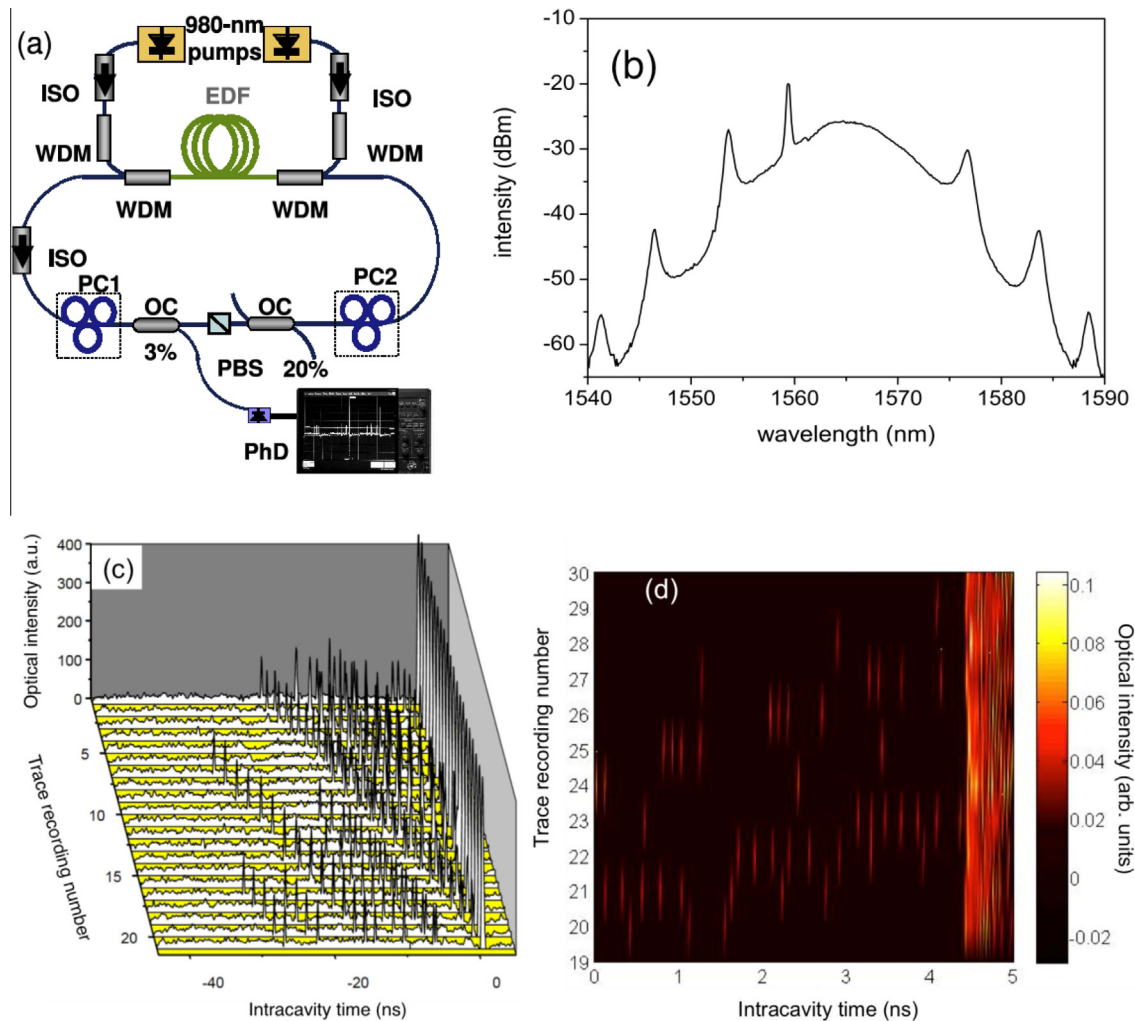 (a)
980-nm
pumps
ISO
ISO
EDF
WDM
WDM
WDM
WDM
ISO
PC1
PC2
OC
OC
3%
PBS
20%
PhD
(b)
intensity (dBm)
-10
-20
-30
-40
-50
-60
1540
1550
1560
1570
1580
1590
wavelength (nm)
(c)
Optical intensity (a.u.)
400
300
200
100
0
5
10
15
20
Trace recording number
-40
-20
0
Intracavity time (ns)
(d)
Trace recording number
30
29
28
27
26
25
24
23
22
21
20
19
0
1
2
3
4
5
Intracavity time (ns)
0.1
0.08
0.06
0.04
0.02
0
-0.02
Optical intensity (arb. units)